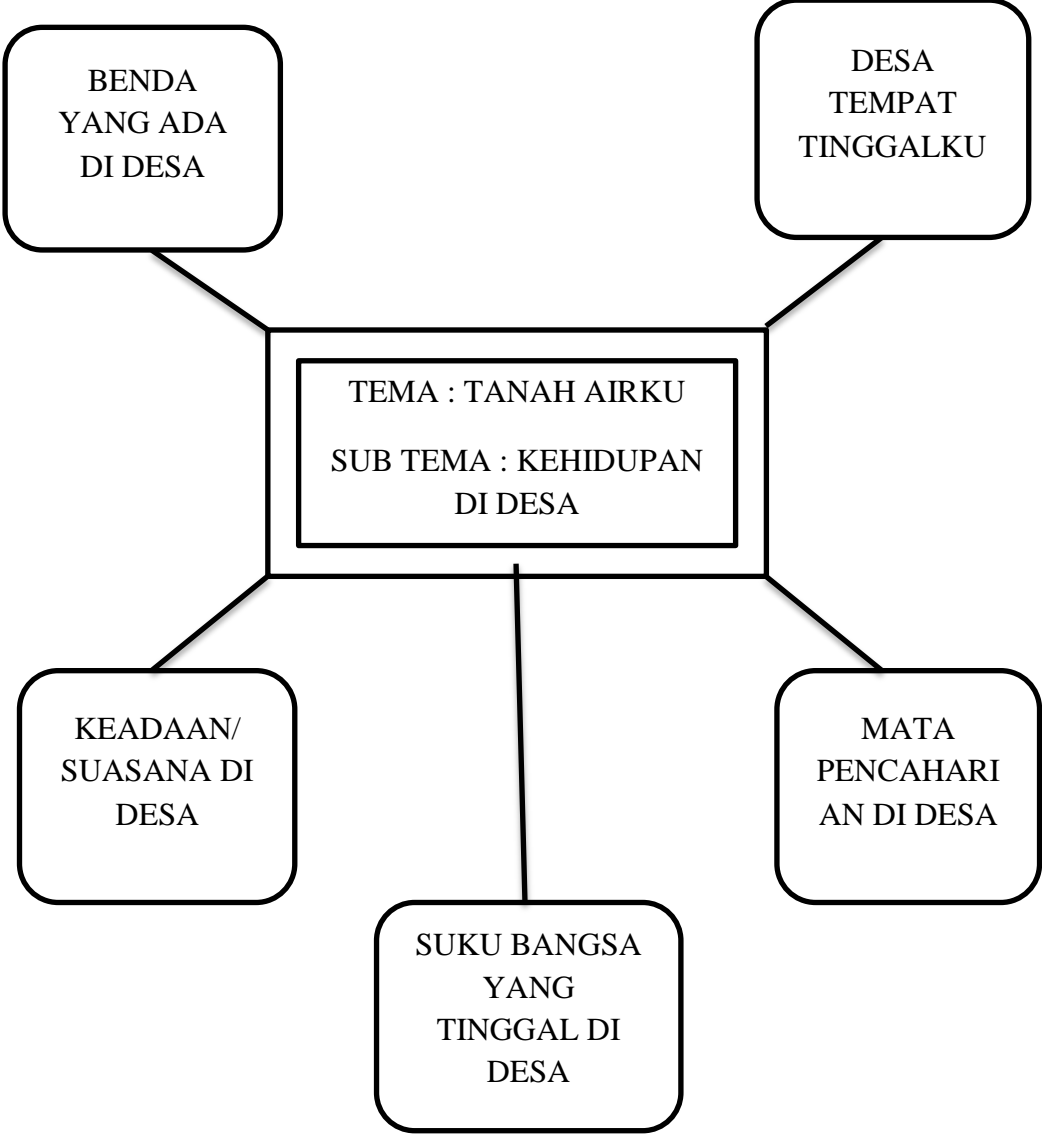 BENDA
YANG ADA
DI DESA
DESA
TEMPAT
TINGGALKU
TEMA : TANAH AIRKU
SUB TEMA : KEHIDUPAN
DI DESA
KEADAAN/
SUASANA DI
DESA
MATA
PENCAHARI
AN DI DESA
SUKU BANGSA
YANG
TINGGAL DI
DESA